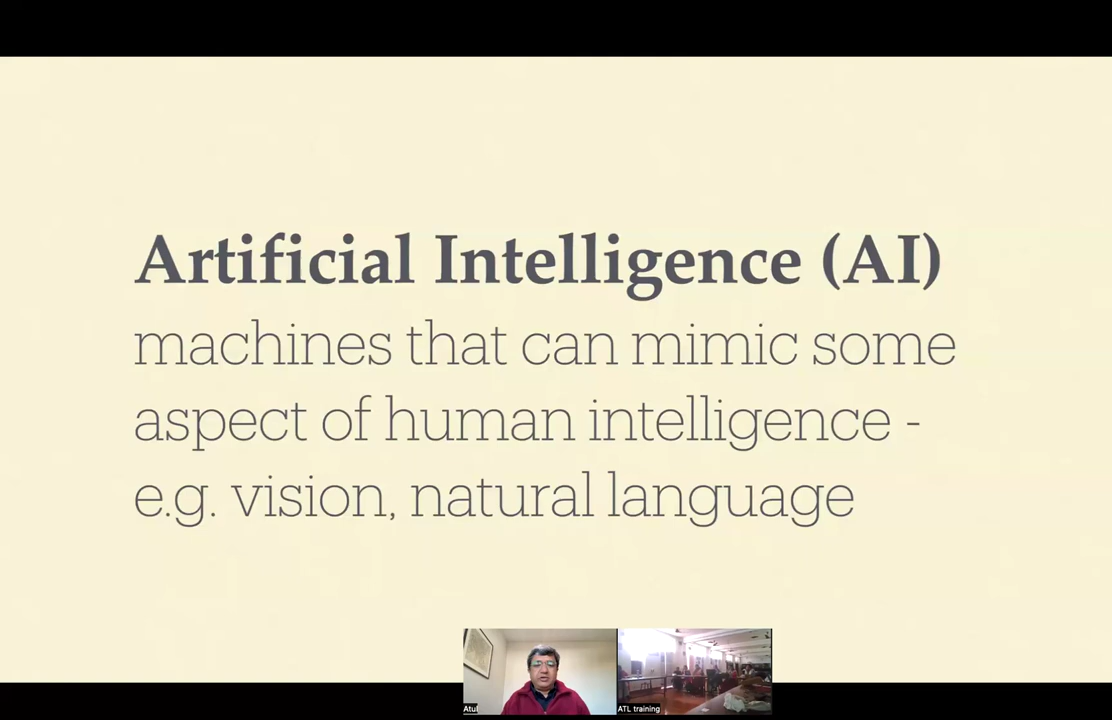 Artificial Intelligence (AI)
machines that can mimic some
aspect of human intelligence -
e.g. vision, natural language
Atul
ATL training